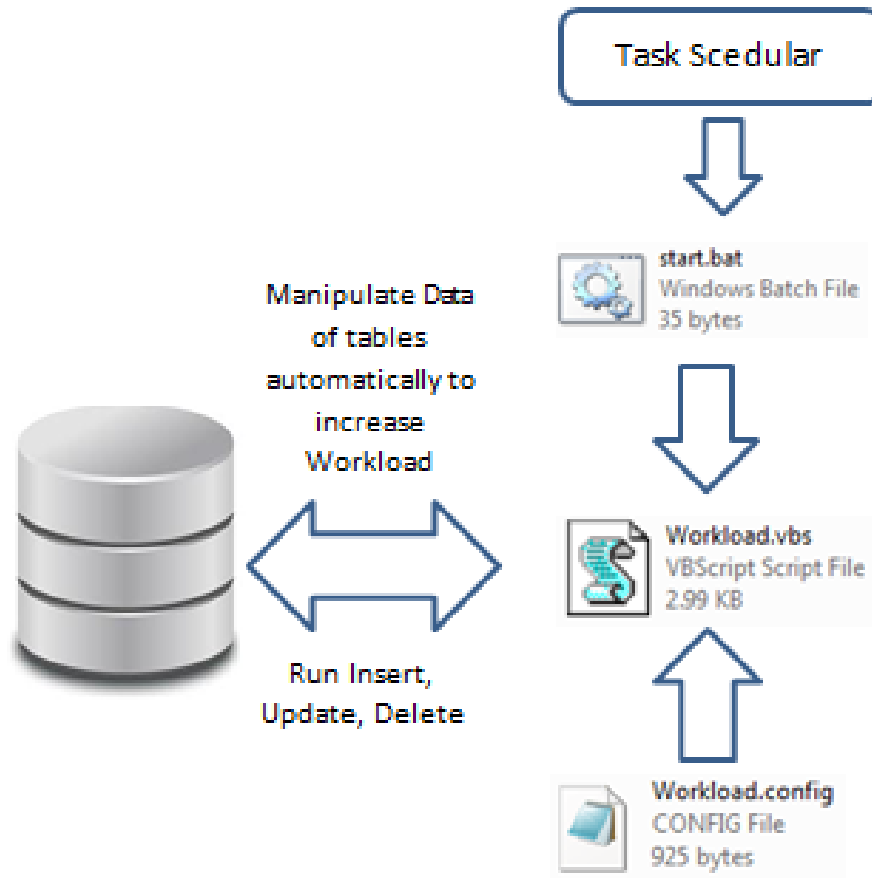 Task Scedular
start.bat
Windows Batch File
35 bytes
Manipulate Data
of tables
automatically to
increase
Workload
Workload.vbs
VBScript Script File
2.99 KB
Run Insert,
Update, Delete
Workload.config
CONFIG File
925 bytes